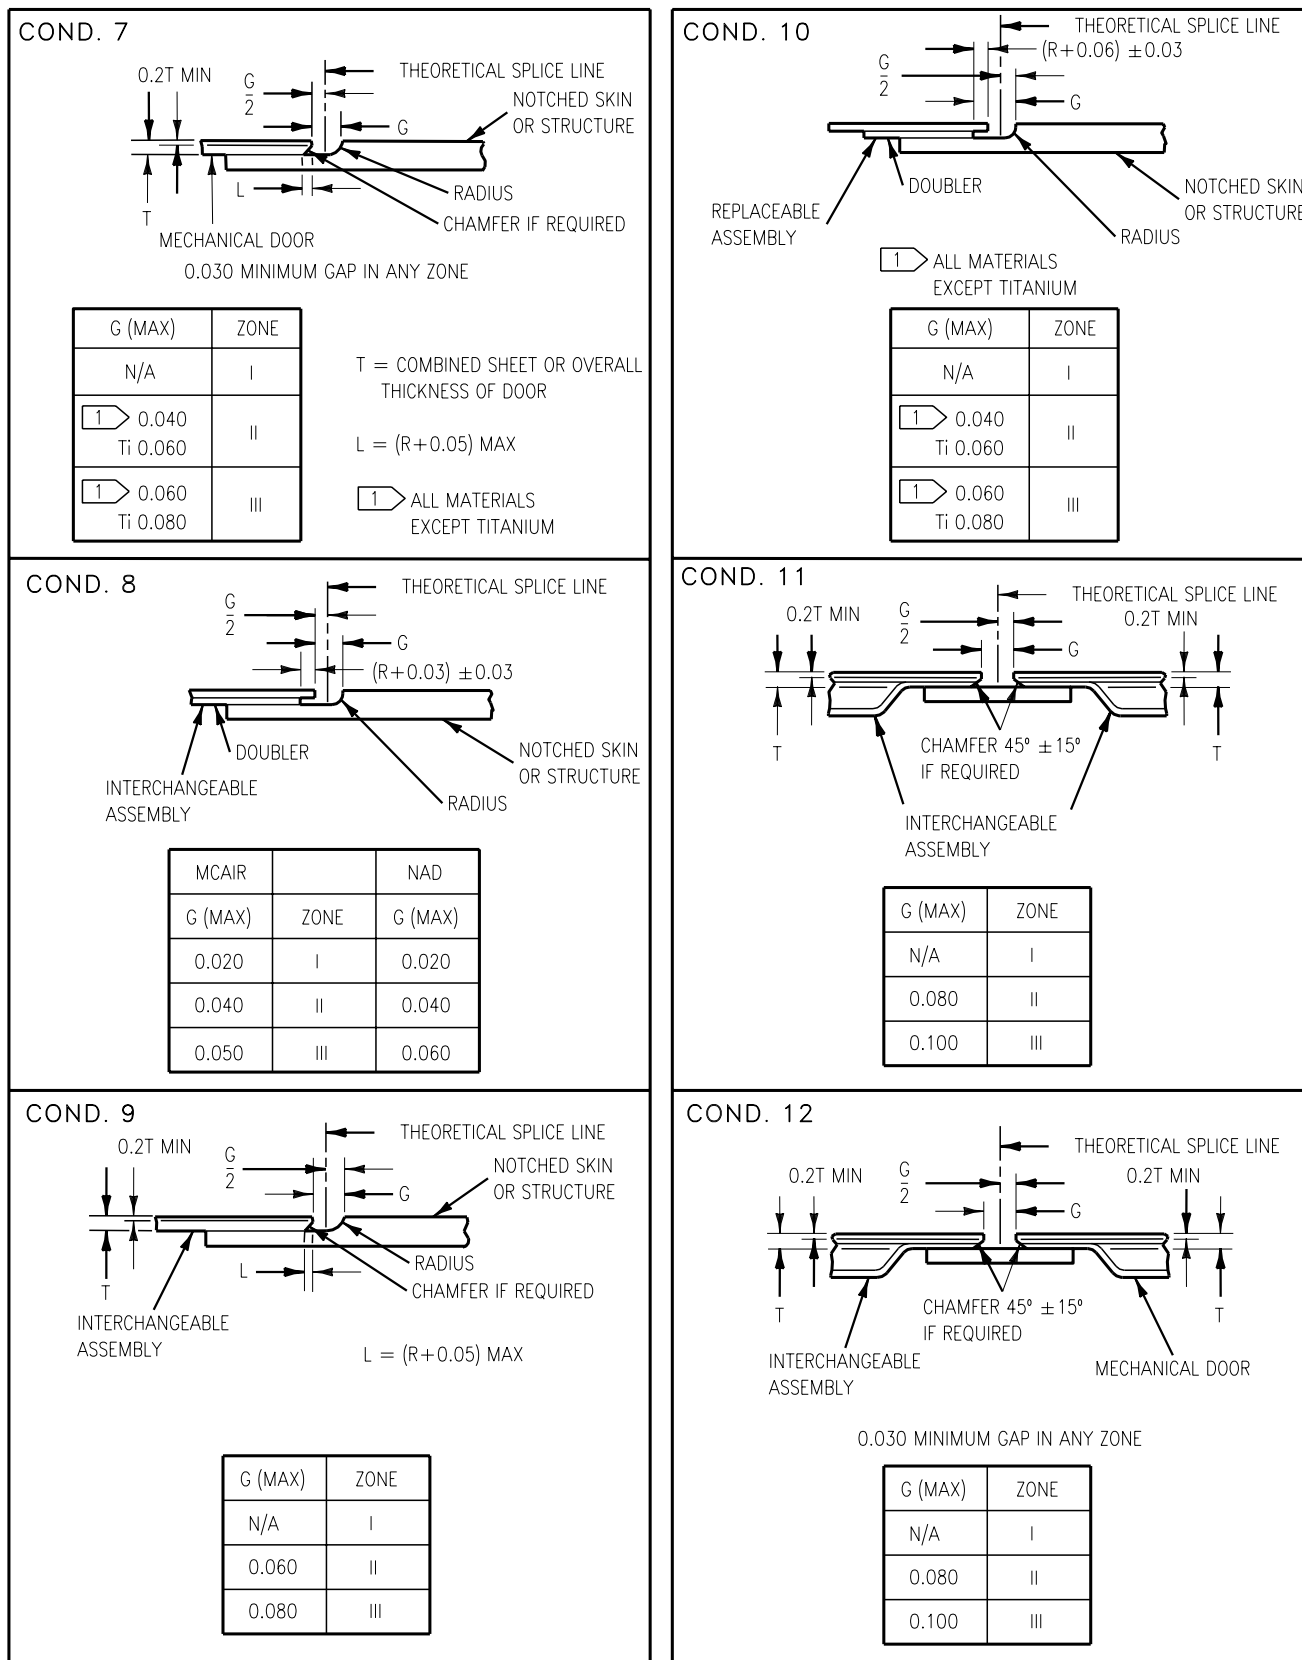 COND. 7
THEORETICAL SPLICE LINE
0.2T MIN
G
2
NOTCHED SKIN
OR STRUCTURE
G
L
T
RADIUS
CHAMFER IF REQUIRED
MECHANICAL DOOR
0.030 MINIMUM GAP IN ANY ZONE
G (MAX) ZONE
N/A I
1 0.040
Ti 0.060
II
1 0.060
Ti 0.080
III
T = COMBINED SHEET OR OVERALL
THICKNESS OF DOOR
L = (R+0.05) MAX
1 ALL MATERIALS
EXCEPT TITANIUM
COND. 8
THEORETICAL SPLICE LINE
G
2
G
(R+0.03) ±0.03
DOUBLER
NOTCHED SKIN
OR STRUCTURE
INTERCHANGEABLE
ASSEMBLY
RADIUS
MCAIR NAD
G (MAX) ZONE G (MAX)
0.020 I 0.020
0.040 II 0.040
0.050 III 0.060
COND. 9
THEORETICAL SPLICE LINE
0.2T MIN
G
2
NOTCHED SKIN
OR STRUCTURE
G
L
T
RADIUS
CHAMFER IF REQUIRED
INTERCHANGEABLE
ASSEMBLY
L = (R+0.05) MAX
G (MAX) ZONE
N/A I
0.060 II
0.080 III
COND. 10
THEORETICAL SPLICE LINE
(R+0.06) ±0.03
G
2
G
DOUBLER
NOTCHED SKIN
OR STRUCTURE
REPLACEABLE
ASSEMBLY
RADIUS
1 ALL MATERIALS
EXCEPT TITANIUM
G (MAX) ZONE
N/A I
1 0.040
Ti 0.060
II
1 0.060
Ti 0.080
III
COND. 11
THEORETICAL SPLICE LINE
0.2T MIN
G
2
0.2T MIN
G
T
CHAMFER 45° ±15°
IF REQUIRED
T
INTERCHANGEABLE
ASSEMBLY
G (MAX) ZONE
N/A I
0.080 II
0.100 III
COND. 12
THEORETICAL SPLICE LINE
0.2T MIN
G
2
0.2T MIN
G
T
CHAMFER 45° ±15°
IF REQUIRED
T
INTERCHANGEABLE
ASSEMBLY
MECHANICAL DOOR
0.030 MINIMUM GAP IN ANY ZONE
G (MAX) ZONE
N/A I
0.080 II
0.100 III